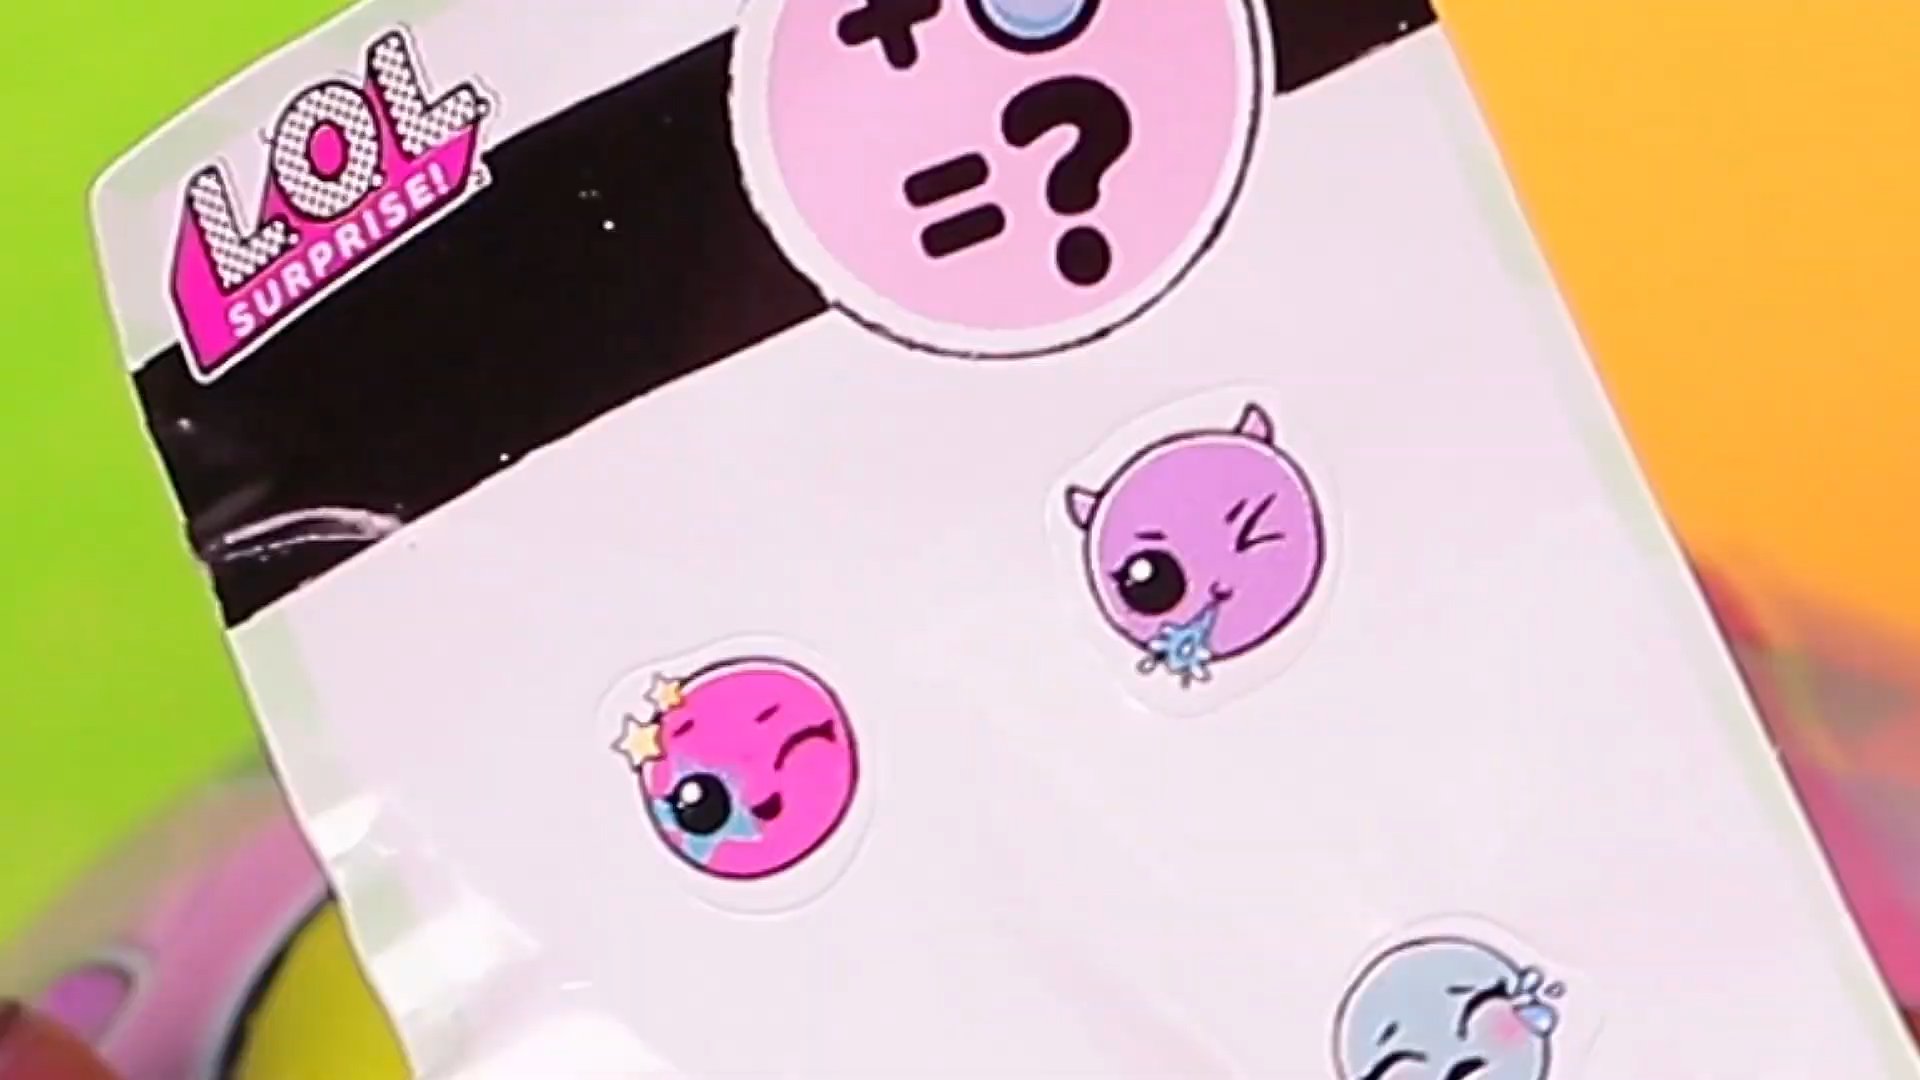 L.O.L.
SURPRISE!
+
= ?